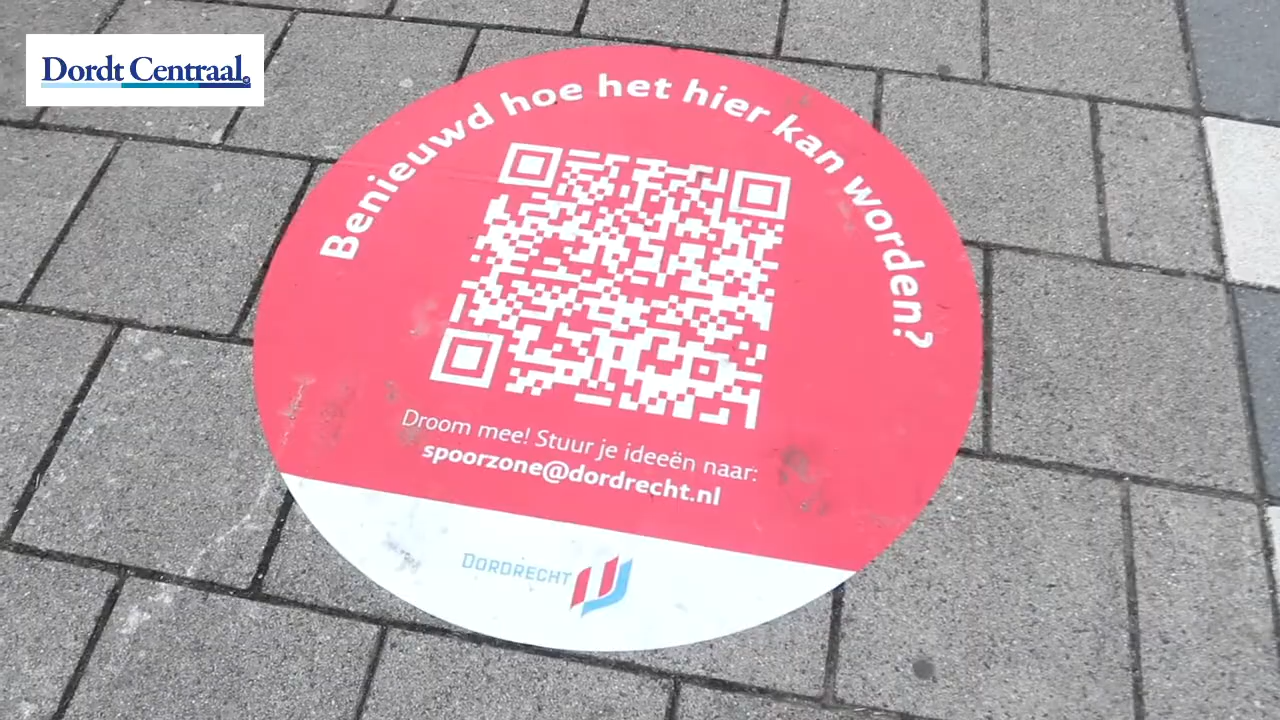 Dordt Centraal.
Benieuwd hoe het hier kan worden?
Droom mee! Stuur je ideeën naar:
spoorzone@dordrecht.nl
DORDRECHT